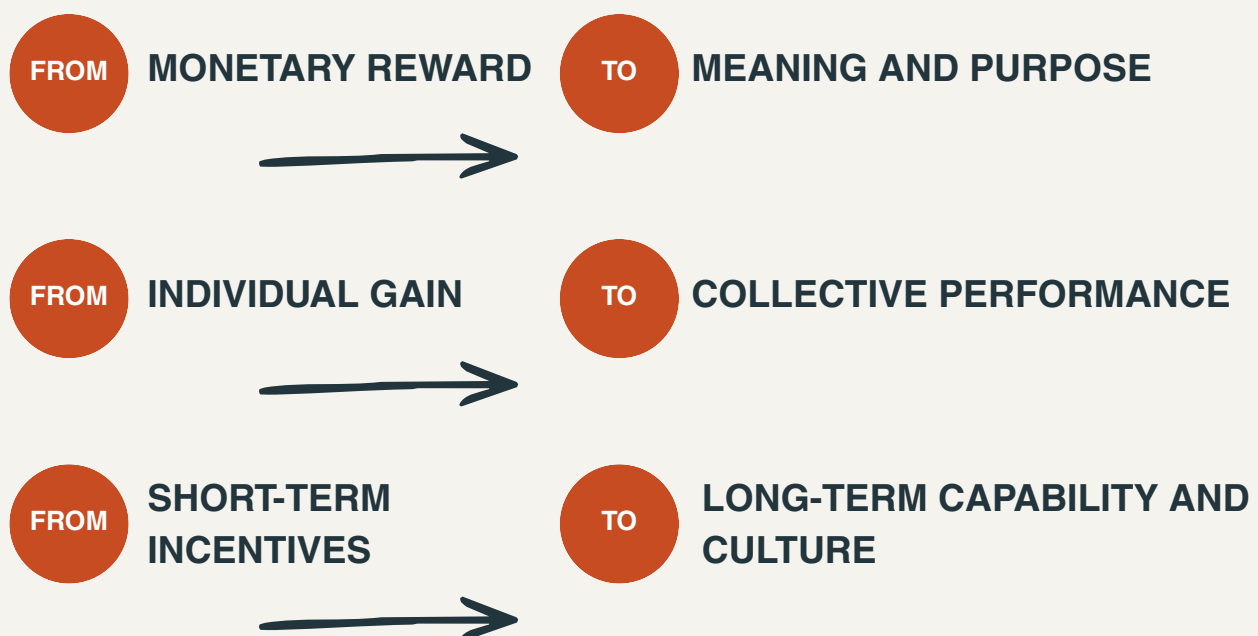 FROM MONETARY REWARD TO MEANING AND PURPOSE
FROM INDIVIDUAL GAIN TO COLLECTIVE PERFORMANCE
FROM SHORT-TERM
INCENTIVES
TO LONG-TERM CAPABILITY AND
CULTURE